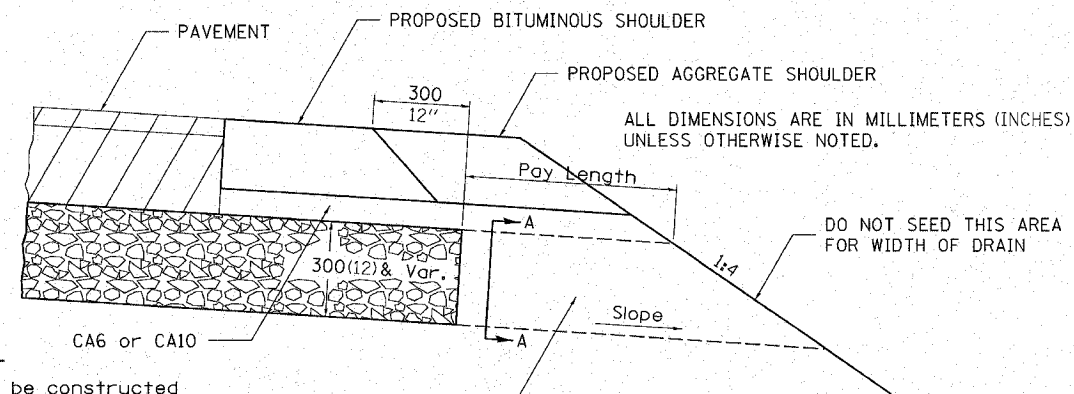 PAVEMENT
PROPOSED BITUMINOUS SHOULDER
PROPOSED AGGREGATE SHOULDER
300
12"
ALL DIMENSIONS ARE IN MILLIMETERS (INCHES)
UNLESS OTHERWISE NOTED.
Pay Length
A
DO NOT SEED THIS AREA
FOR WIDTH OF DRAIN
1:4
300(12)& Var.
Slope
A
CA6 or CA10
be constructed